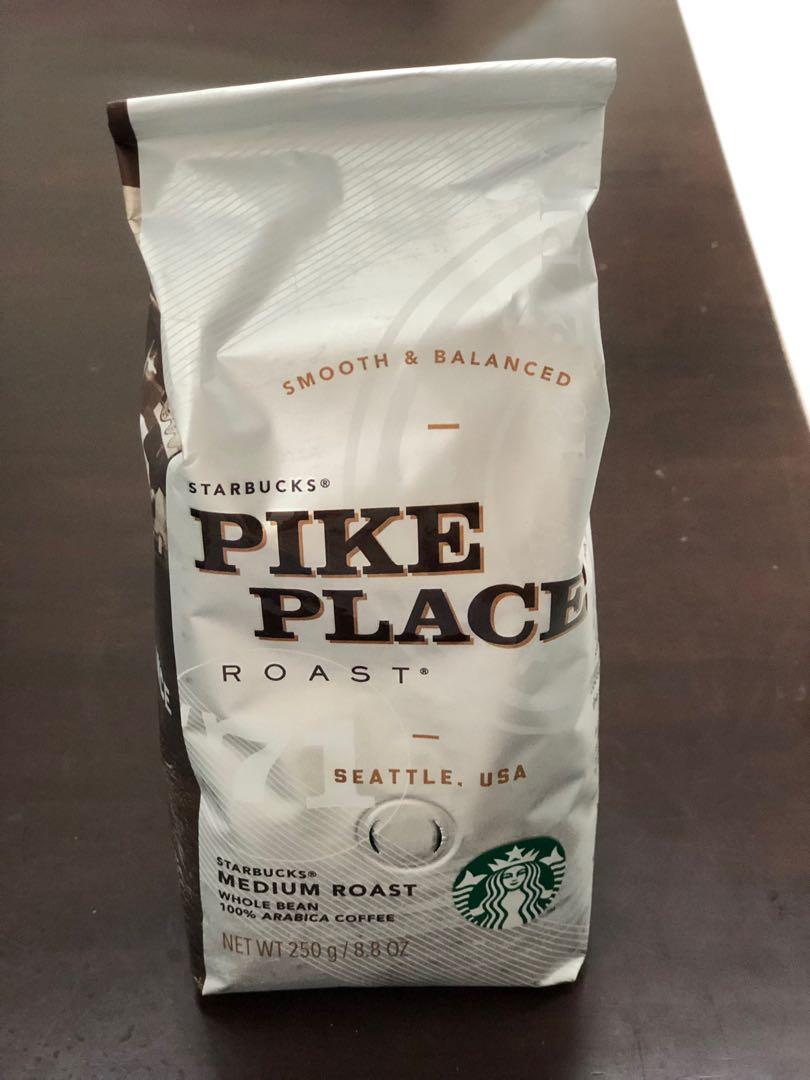 SMOOTH & BALANCED
STARBUCKS®
PIKE
PLACE
ROAST®
'71
SEATTLE, USA
STARBUCKS®
MEDIUM ROAST
WHOLE BEAN
100% ARABICA COFFEE
NET WT 250 g / 8.8 OZ